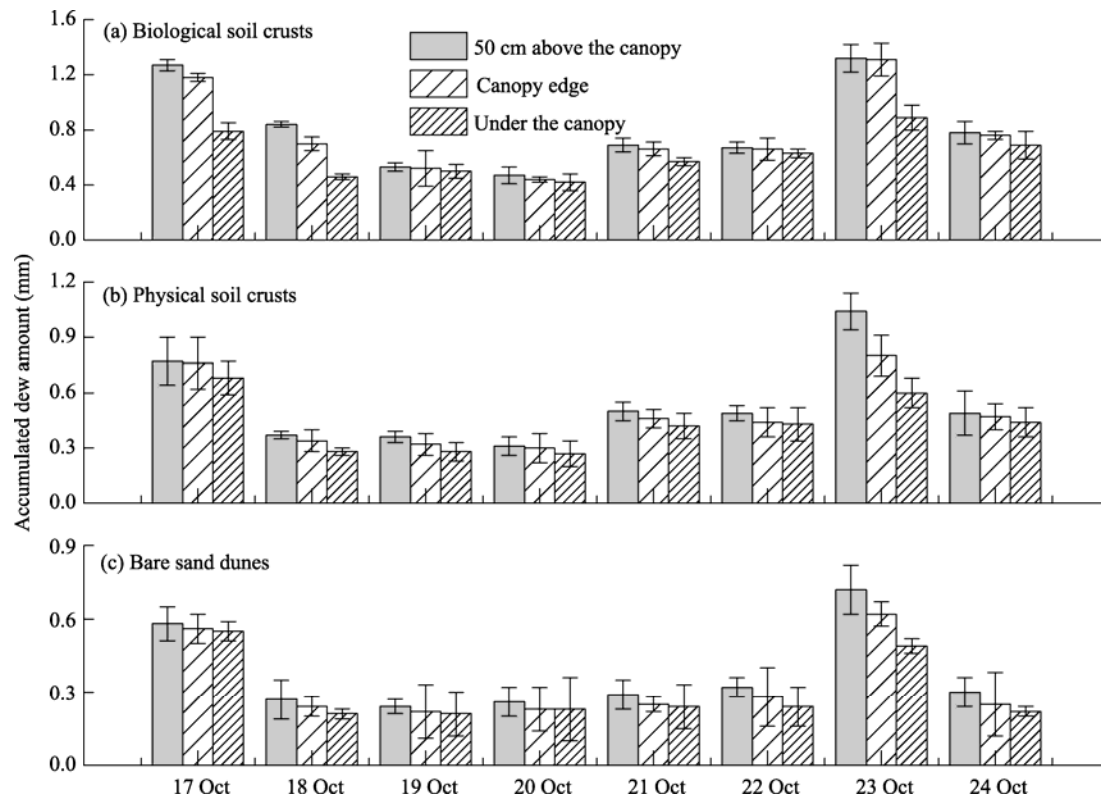 1.6
(a) Biological soil crusts
50 cm above the canopy
1.2
Canopy edge
0.8
Under the canopy
0.4
0.0
Accumulated dew amount (mm)
1.2
(b) Physical soil crusts
0.9
0.6
0.3
0.0
0.9
(c) Bare sand dunes
0.6
0.3
0.0
17 Oct 18 Oct 19 Oct 20 Oct 21 Oct 22 Oct 23 Oct 24 Oct